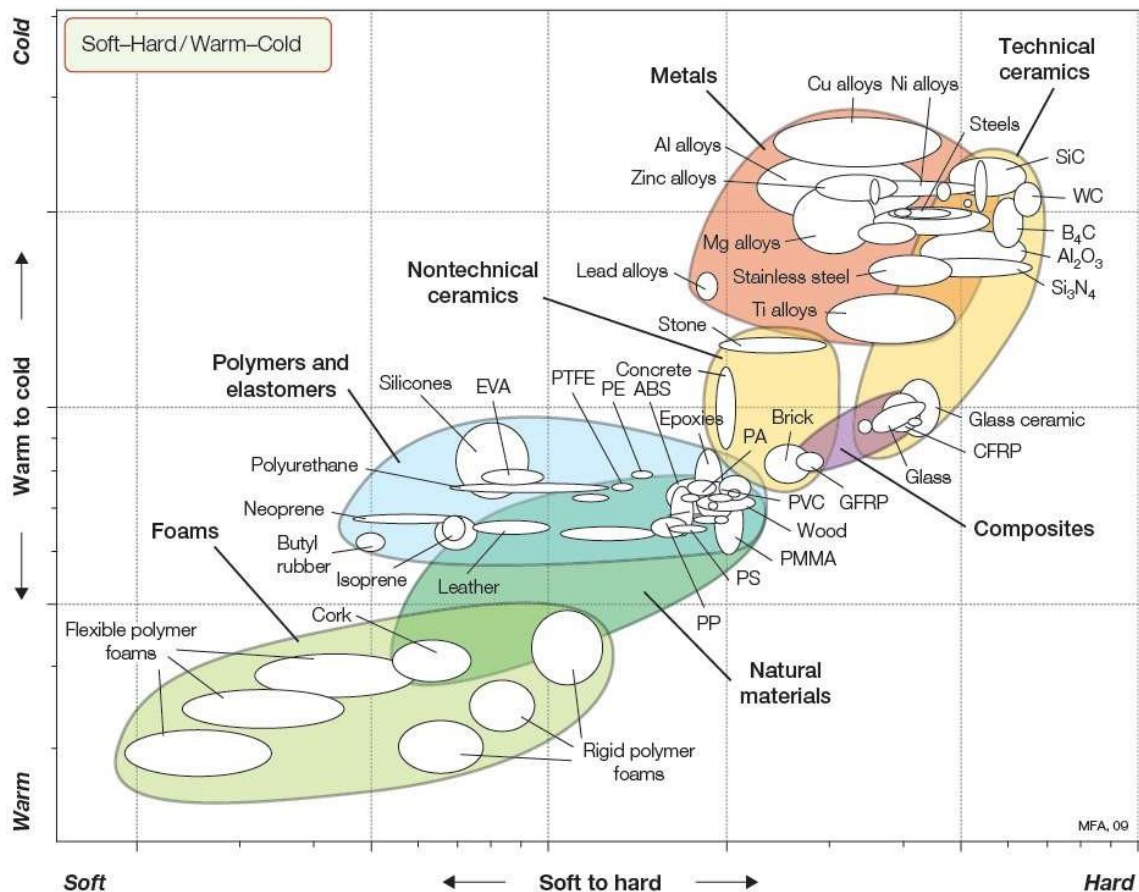 Cold
Soft–Hard / Warm–Cold
Technical
ceramics
Metals
Cu alloys
Ni alloys
Steels
Al alloys
SiC
Zinc alloys
WC
B₄C
Mg alloys
Al₂O₃
Nontechnical
ceramics
Lead alloys
Stainless steel
Si₃N₄
Ti alloys
Stone
Polymers and
elastomers
Concrete
Silicones
EVA
PTFE
PE
ABS
Epoxies
PA
Brick
Glass ceramic
CFRP
Polyurethane
Glass
PVC
GFRP
Neoprene
Wood
Composites
Foams
Butyl
rubber
Isoprene
Leather
PMMA
PS
Cork
PP
Flexible polymer
foams
Natural
materials
Rigid polymer
foams
Warm to cold
Warm
MFA, 09
Soft
Soft to hard
Hard